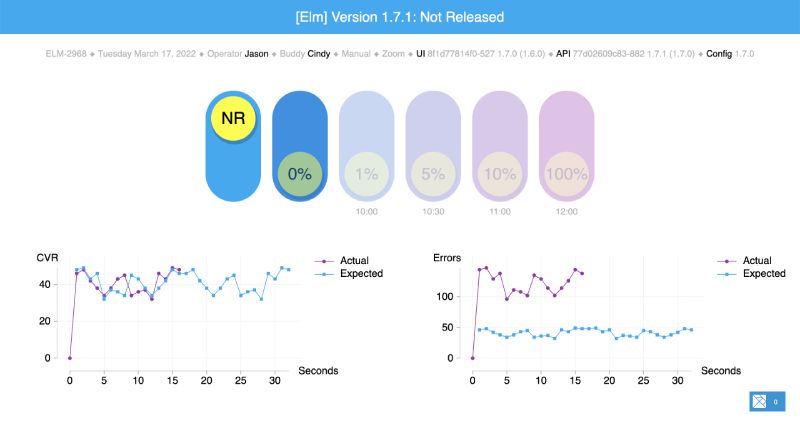 [Elm] Version 1.7.1: Not Released
ELM-2968 ◆ Tuesday March 17, 2022 ◆ Operator Jason ◆ Buddy Cindy ◆ Manual ◆ Zoom ◆ UI 8f1d77814f0-527 1.7.0 (1.6.0) ◆ API 77d02609c83-882 1.7.1 (1.7.0) ◆ Config 1.7.0
NR
0% 1% 5% 10% 100%
10:00 10:30 11:00 12:00
CVR
Actual
Expected
40
20
0
0 5 10 15 20 25 30
Seconds
Errors
Actual
Expected
100
50
0
0 5 10 15 20 25 30
Seconds
0